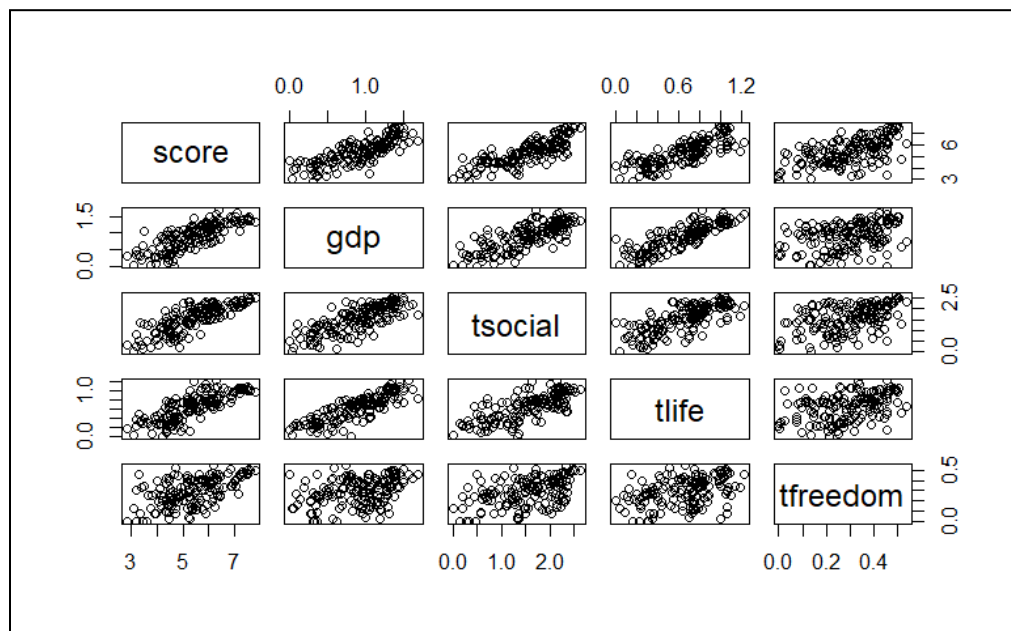 0.0 1.0 0.0 0.6 1.2
score 3 6
0.0 1.5 gdp
tsocial 0.0 2.5
0.0 1.0 tlife
tfreedom 0.0 0.5
3 5 7 0.0 1.0 2.0 0.0 0.2 0.4